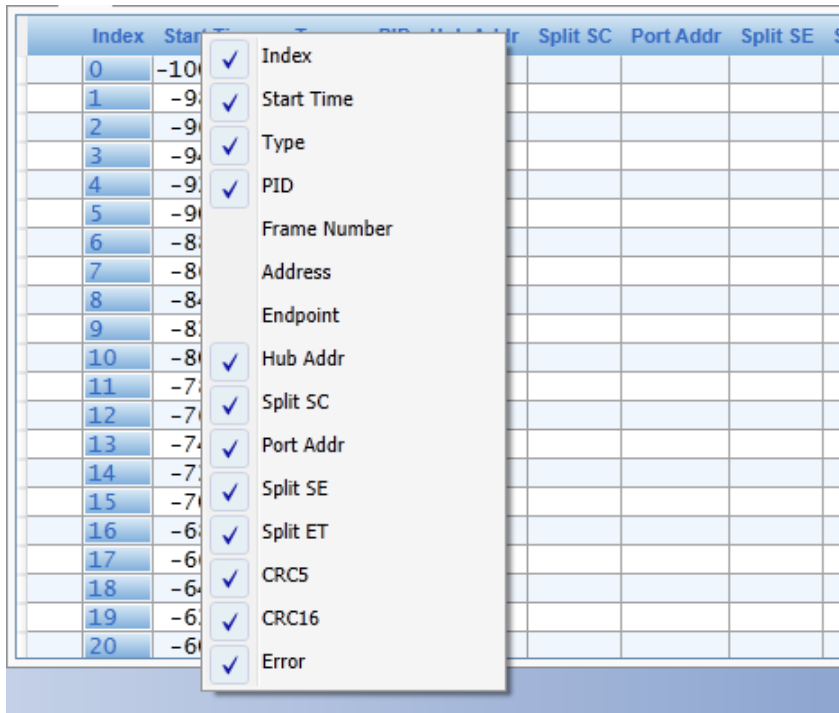 Index Split SC Port Addr Split SE
0
1
2
3
4
5
6
7
8
9
10
11
12
13
14
15
16
17
18
19
20
Index
Start Time
Type
PID
Frame Number
Address
Endpoint
Hub Addr
Split SC
Port Addr
Split SE
Split ET
CRC5
CRC16
Error